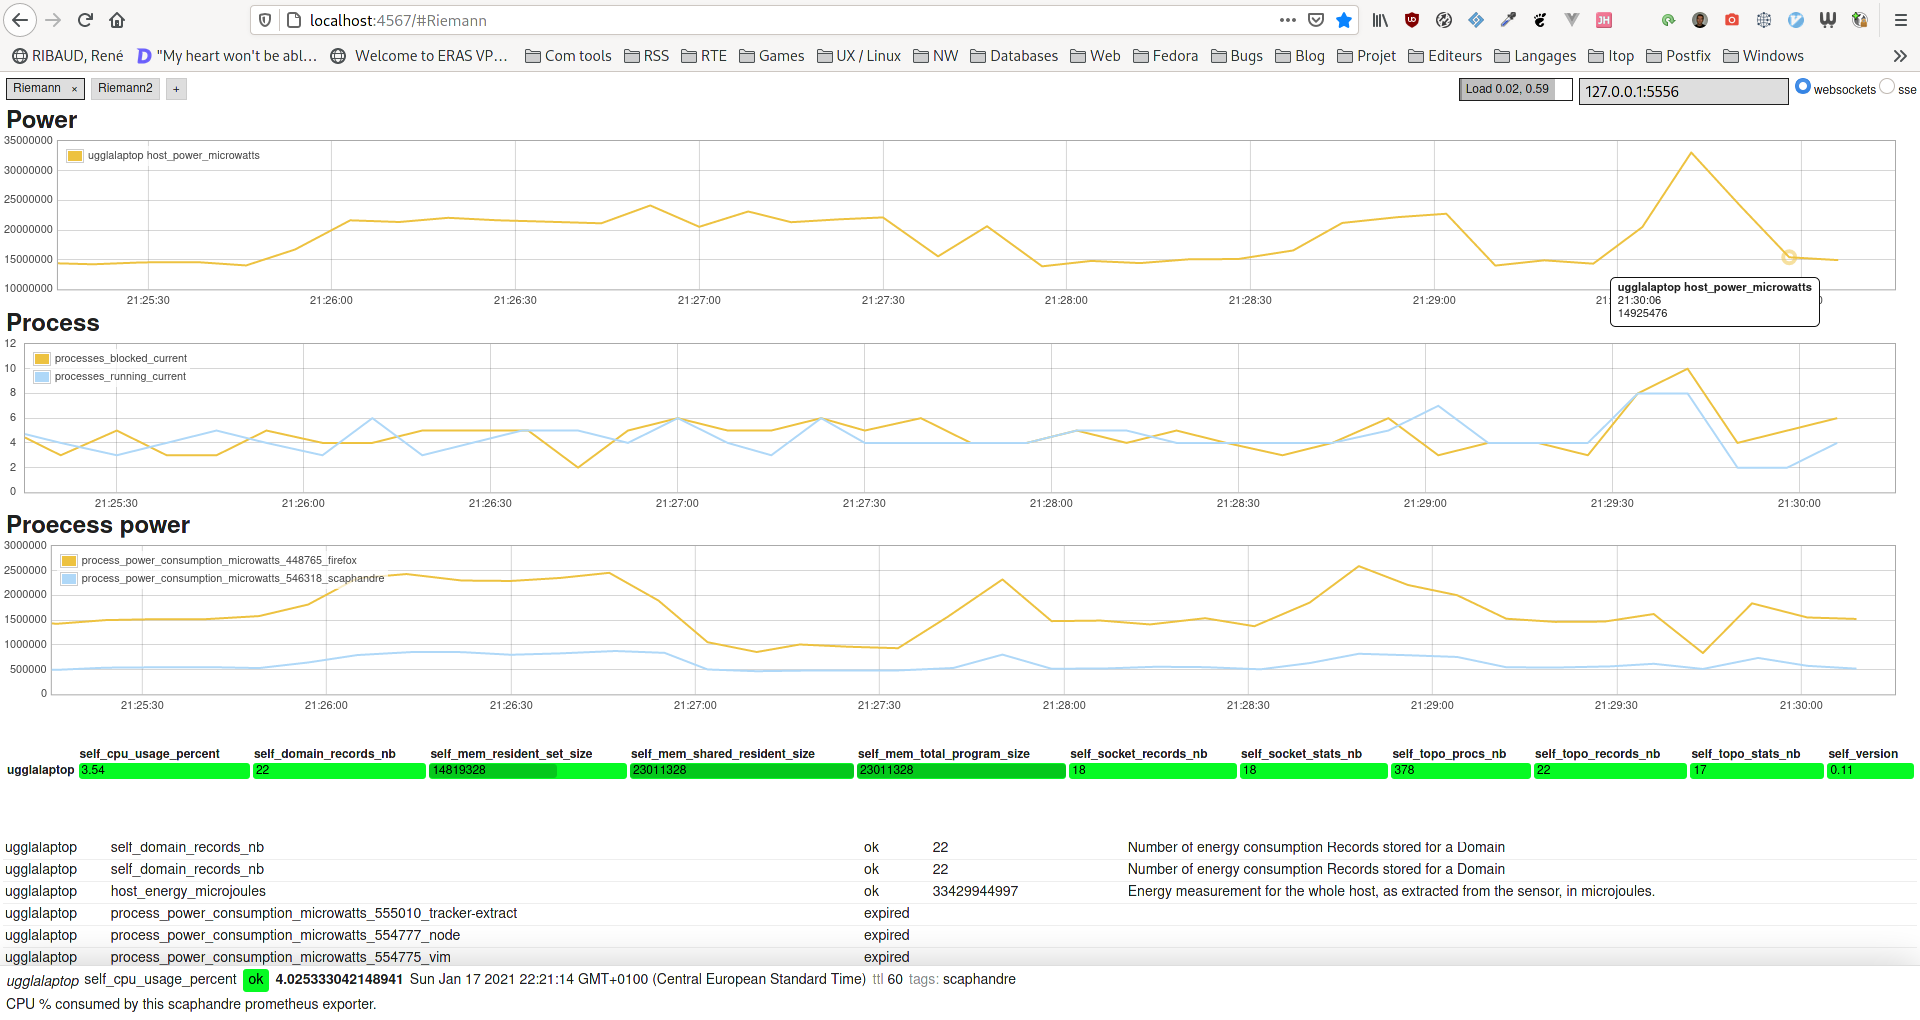 localhost:4567/#Riemann
RIBAUD, René "My heart won't be abl... Welcome to ERAS VP... Com tools RSS RTE Games UX / Linux NW Databases Web Fedora Bugs Blog Projet Editeurs Langages Itop Postfix Windows
Riemann × Riemann2 + Load 0.02, 0.59 127.0.0.1:5556 websockets sse
Power
35000000
ugglalaptop host_power_microwatts
30000000
25000000
20000000
15000000
10000000
21:25:30 21:26:00 21:26:30 21:27:00 21:27:30 21:28:00 21:28:30 21:29:00
ugglalaptop host_power_microwatts
21:30:06
14925476
Process
12
processes_blocked_current
10
processes_running_current
8
6
4
2
0
21:25:30 21:26:00 21:26:30 21:27:00 21:27:30 21:28:00 21:28:30 21:29:00 21:29:30 21:30:00
Proecess power
3000000
process_power_consumption_microwatts_448765_firefox
2500000
process_power_consumption_microwatts_546318_scaphandre
2000000
1500000
1000000
500000
0
21:25:30 21:26:00 21:26:30 21:27:00 21:27:30 21:28:00 21:28:30 21:29:00 21:29:30 21:30:00
self_cpu_usage_percent self_domain_records_nb self_mem_resident_set_size self_mem_shared_resident_size self_mem_total_program_size self_socket_records_nb self_socket_stats_nb self_topo_procs_nb self_topo_records_nb self_topo_stats_nb self_version
ugglalaptop 3.54 22 14819328 23011328 23011328 18 18 378 22 17 0.11
ugglalaptop self_domain_records_nb ok 22 Number of energy consumption Records stored for a Domain
ugglalaptop self_domain_records_nb ok 22 Number of energy consumption Records stored for a Domain
ugglalaptop host_energy_microjoules ok 33429944997 Energy measurement for the whole host, as extracted from the sensor, in microjoules.
ugglalaptop process_power_consumption_microwatts_555010_tracker-extract expired
ugglalaptop process_power_consumption_microwatts_554777_node expired
ugglalaptop process_power_consumption_microwatts_554775_vim expired
ugglalaptop self_cpu_usage_percent ok 4.025333042148941 Sun Jan 17 2021 22:21:14 GMT+0100 (Central European Standard Time) ttl 60 tags: scaphandre
CPU % consumed by this scaphandre prometheus exporter.